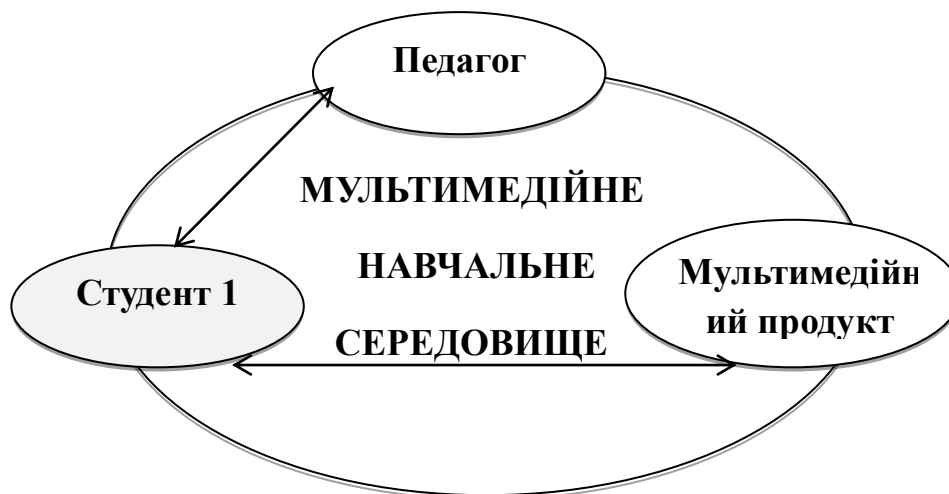 Педагог
МУЛЬТИМЕДІЙНЕ
НАВЧАЛЬНЕ
СЕРЕДОВИЩЕ
Студент 1
Мультимедійн
ий продукт